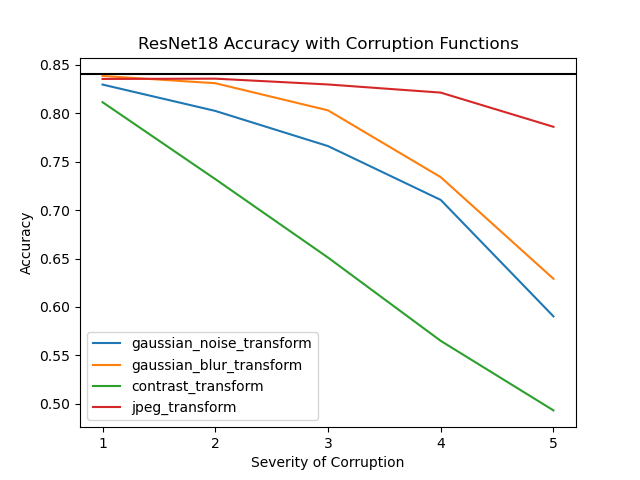 ResNet18 Accuracy with Corruption Functions
0.85
0.80
0.75
0.70
0.65
0.60
0.55
0.50
Accuracy
gaussian_noise_transform
gaussian_blur_transform
contrast_transform
jpeg_transform
1 2 3 4 5
Severity of Corruption